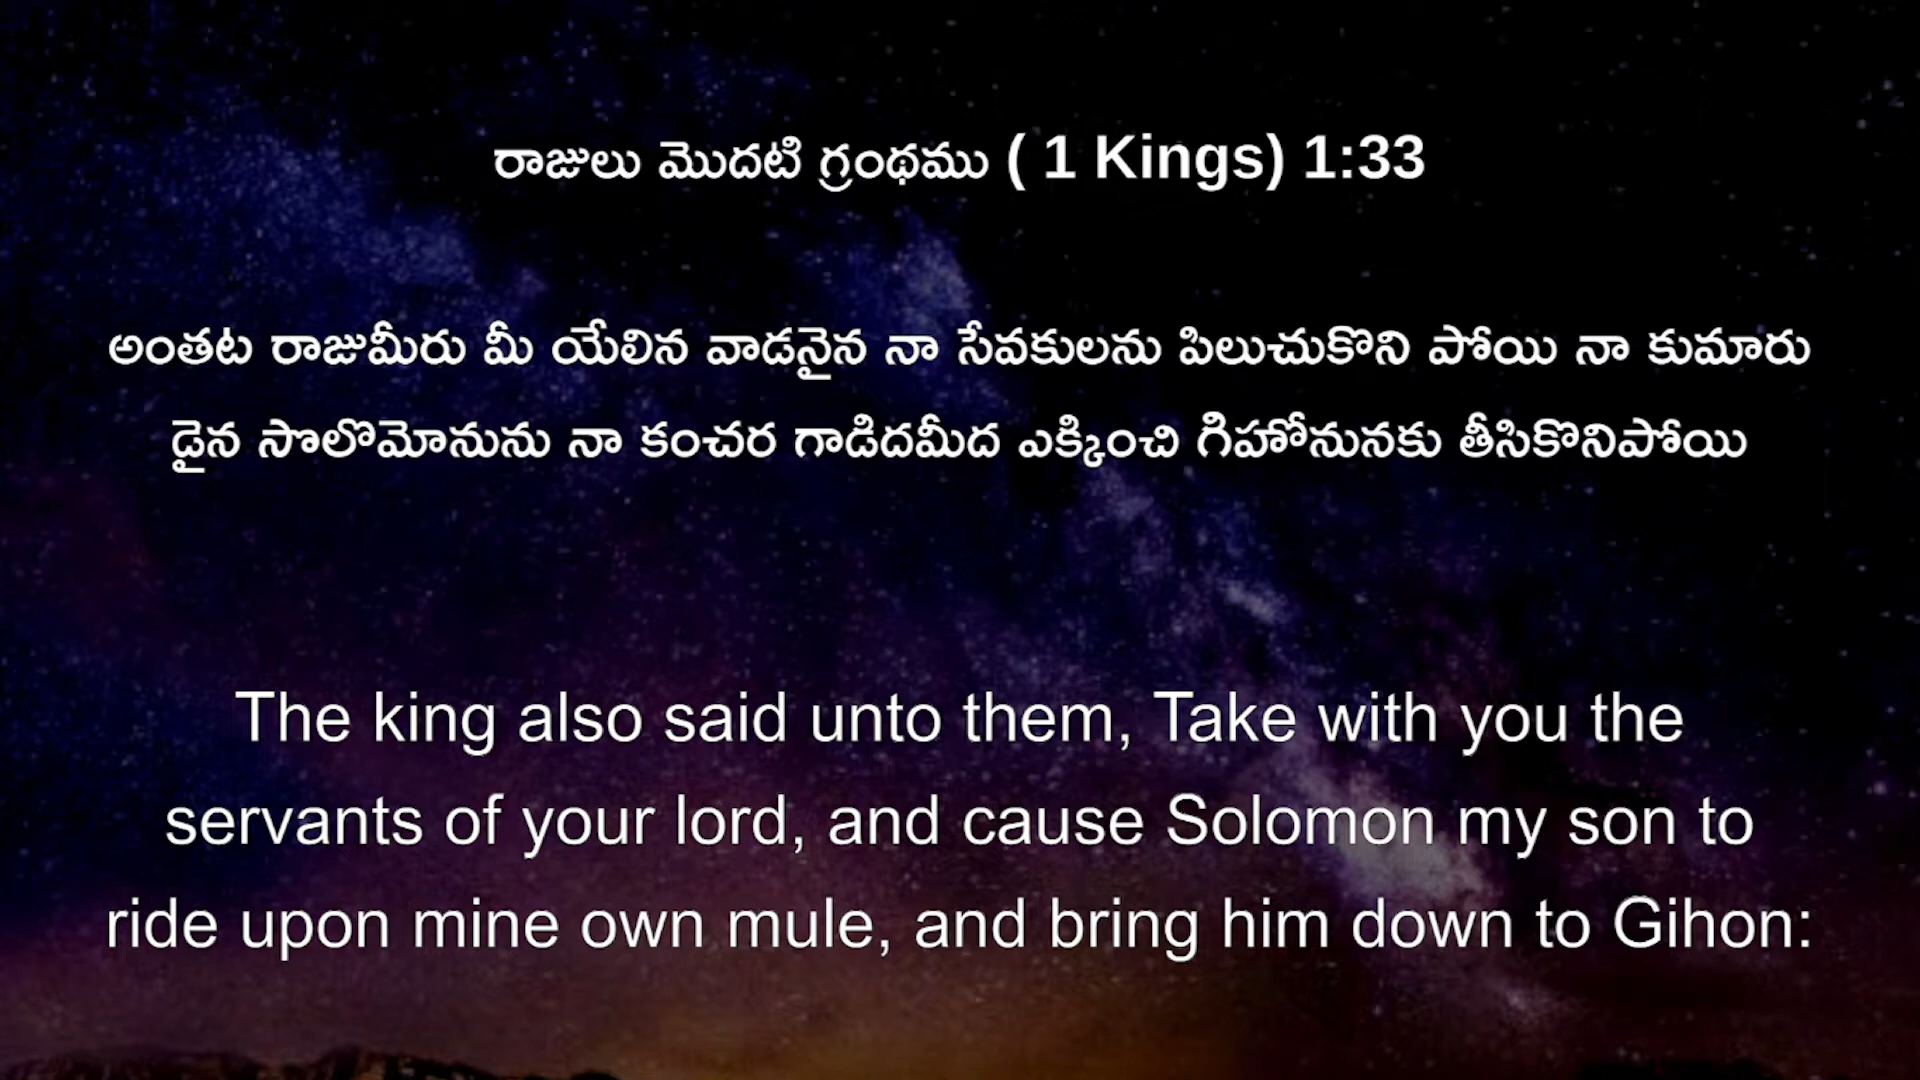 రాజులు మొదటి గ్రంథము ( 1 Kings) 1:33
అంతట రాజుమీరు మీ యేలిన వాడనైన నా సేవకులను పిలుచుకొని పోయి నా కుమారు
డైన సొలొమోనును నా కంచర గాడిదమీద ఎక్కించి గిహోనునకు తీసికొనిపోయి
The king also said unto them, Take with you the
servants of your lord, and cause Solomon my son to
ride upon mine own mule, and bring him down to Gihon: